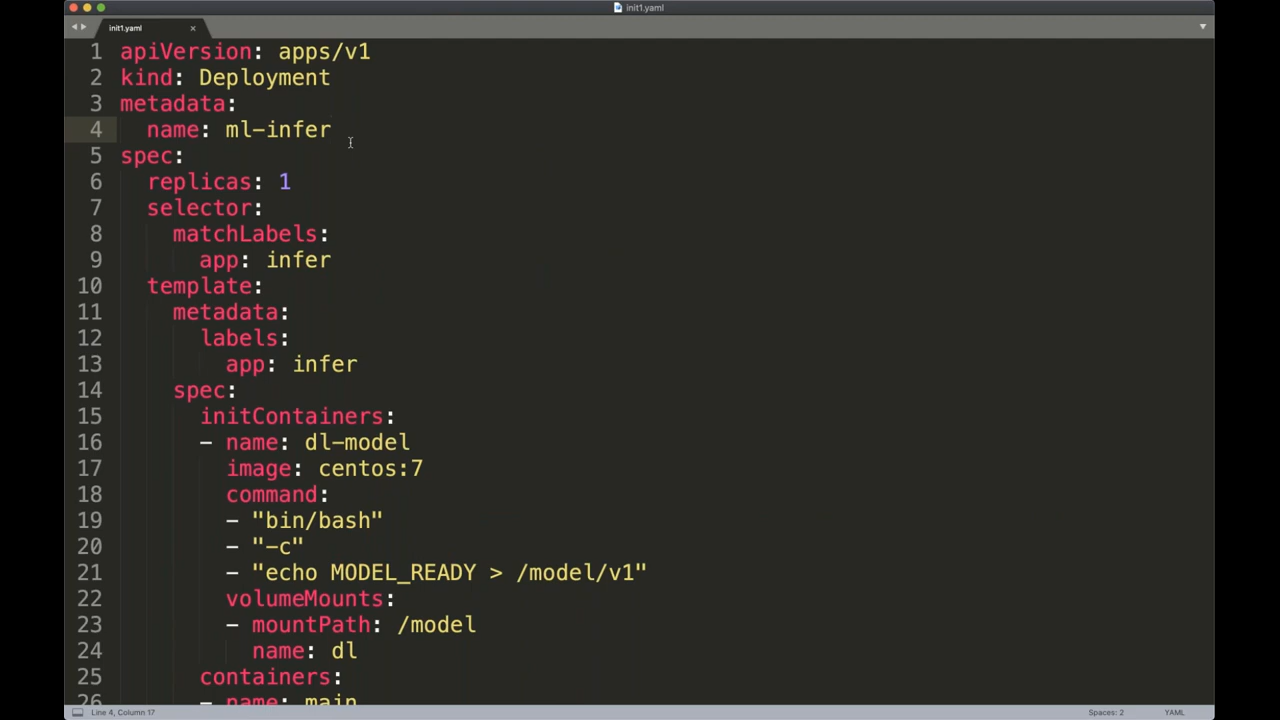 init1.yaml
init1.yaml
1 apiVersion: apps/v1
2 kind: Deployment
3 metadata:
4   name: ml-infer
5 spec:
6   replicas: 1
7   selector:
8     matchLabels:
9       app: infer
10   template:
11     metadata:
12       labels:
13         app: infer
14     spec:
15       initContainers:
16       - name: dl-model
17         image: centos:7
18         command:
19         - "bin/bash"
20         - "-c"
21         - "echo MODEL_READY > /model/v1"
22         volumeMounts:
23         - mountPath: /model
24           name: dl
25       containers:
26       - name: main
Line 4, Column 17
Spaces: 2
YAML